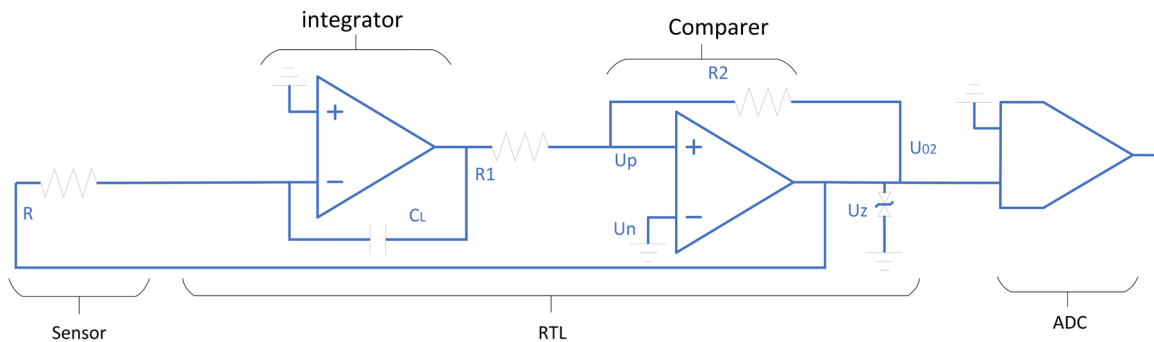 integrator
Comparer
R2
+
+
Up
R1
U02
R
−
CL
Un
−
Uz
Sensor
RTL
ADC